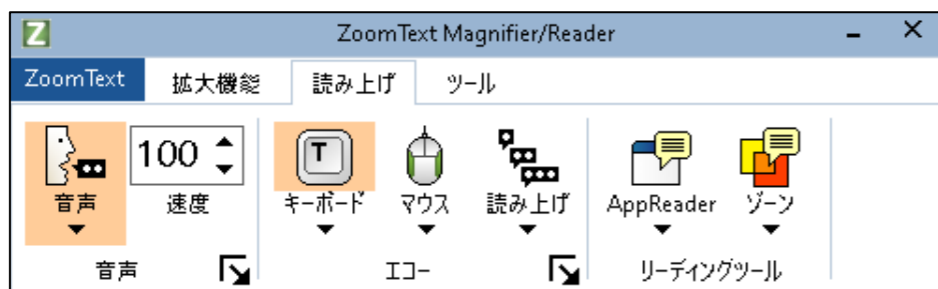 Z ZoomText Magnifier/Reader
ZoomText 拡大機能 読み上げ ツール
100 T
音声 速度 キーボード マウス 読み上げ AppReader ゾーン
音声 エコー リーディングツール